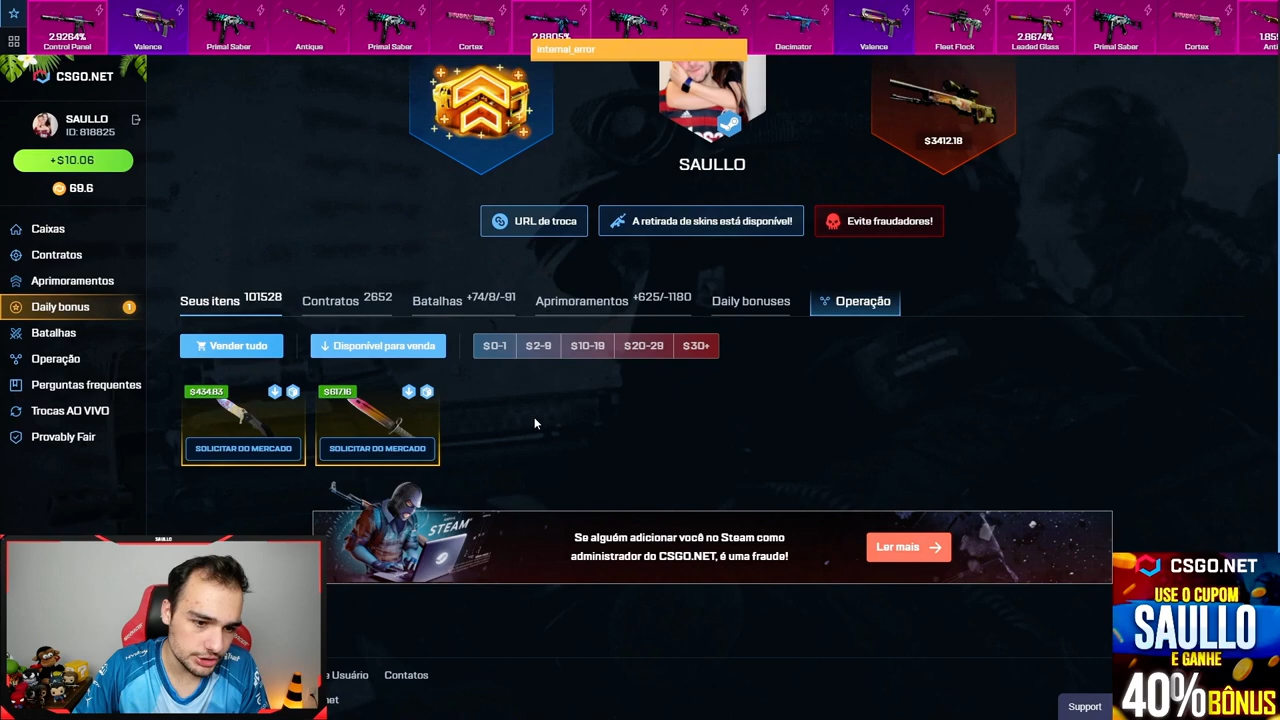 2.9264%
2.8805%
2.8674%
Control Panel
Valence
Primal Saber
Antique
Primal Saber
Cortex
Decimator
Valence
Fleet Flock
Leaded Glass
Primal Saber
Cortex
internal_error
CSGO.NET
SAULLO
ID: 818825
+$10.06
69.6
Caixas
Contratos
Aprimoramentos
Daily bonus 1
Batalhas
Operação
Perguntas frequentes
Trocas AO VIVO
Provably Fair
$3412.18
SAULLO
URL de troca
A retirada de skins está disponível!
Evite fraudadores!
Seus itens 101528
Contratos 2652
Batalhas +74/8/-91
Aprimoramentos +625/-1180
Daily bonuses
Operação
Vender tudo
Disponível para venda
$0-1
$2-9
$10-19
$20-29
$30+
$434.83
$617.16
SOLICITAR DO MERCADO
SOLICITAR DO MERCADO
STEAM
Se alguém adicionar você no Steam como
administrador do CSGO.NET, é uma fraude!
Ler mais
SAULLO
e Usuário
Contatos
net
Support
CSGO.NET
USE O CUPOM
SAULLO
E GANHE
40% BÔNUS